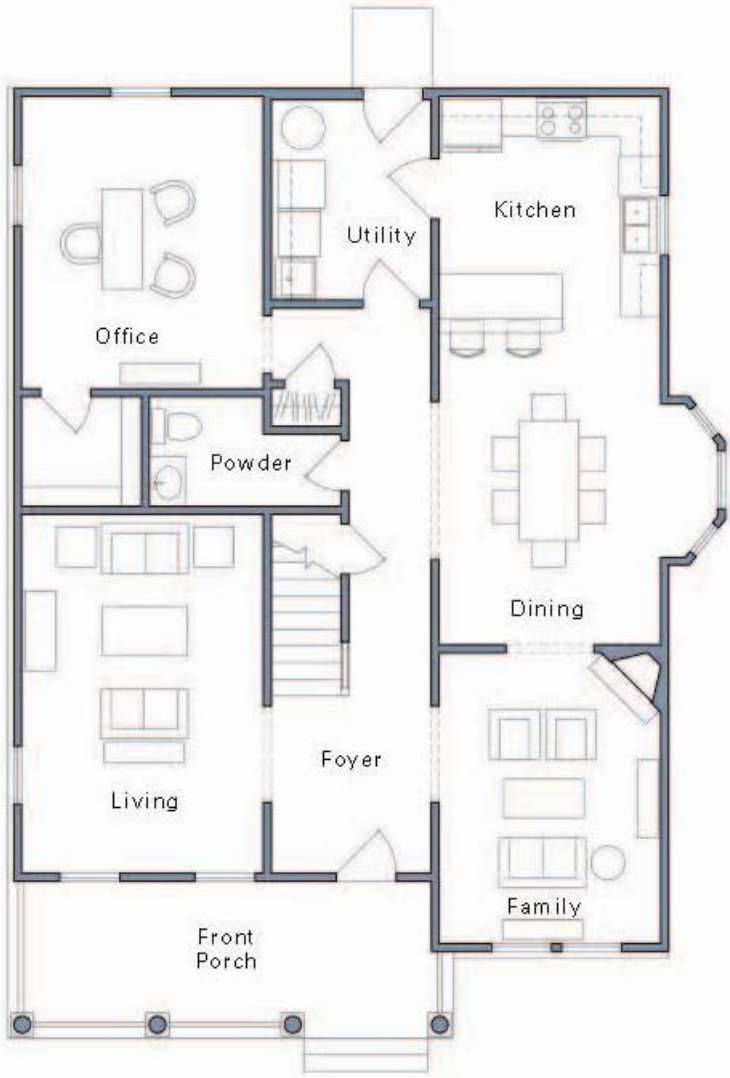 Kitchen
Utility
Office
Powder
Dining
Foyer
Living
Family
Front
Porch